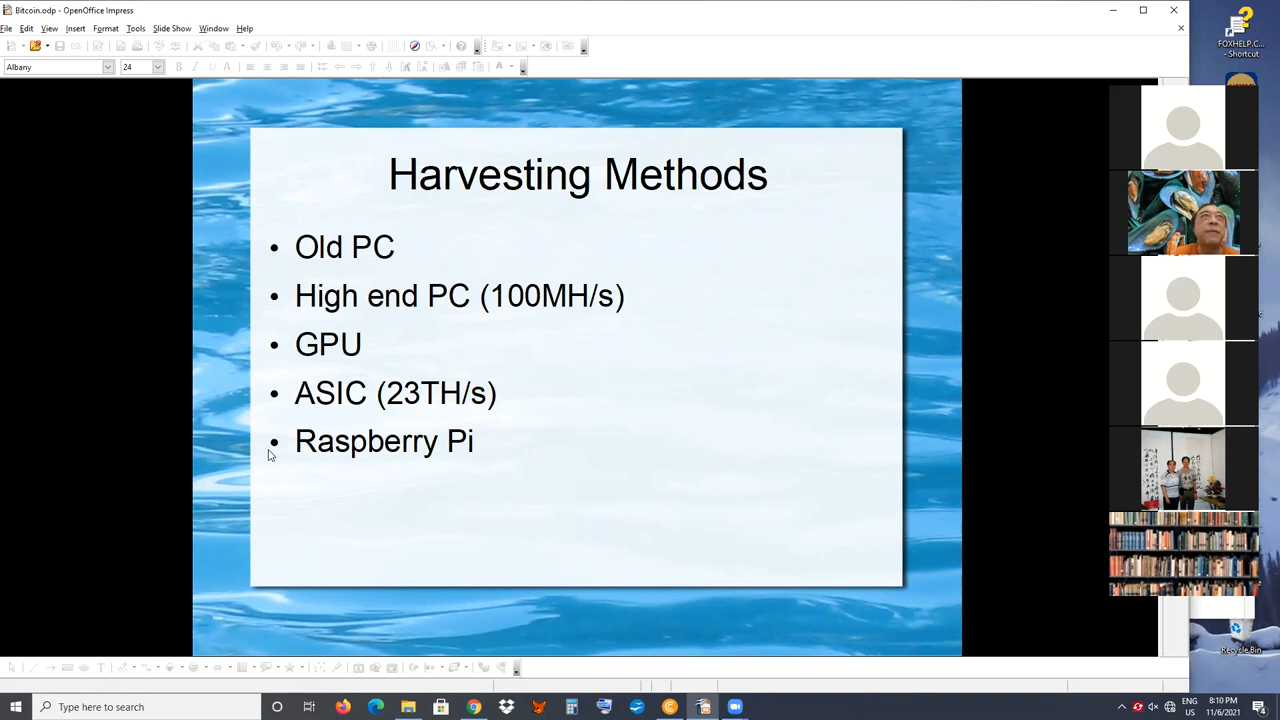 Bitcoin.odp - OpenOffice Impress
File Edit View Insert Format Tools Slide Show Window Help
Albany 24
Harvesting Methods
• Old PC
• High end PC (100MH/s)
• GPU
• ASIC (23TH/s)
• Raspberry Pi
FOXHELP.C...
- Shortcut
Recycle Bin
Type here to search
ENG
US
8:10 PM
11/6/2021
4